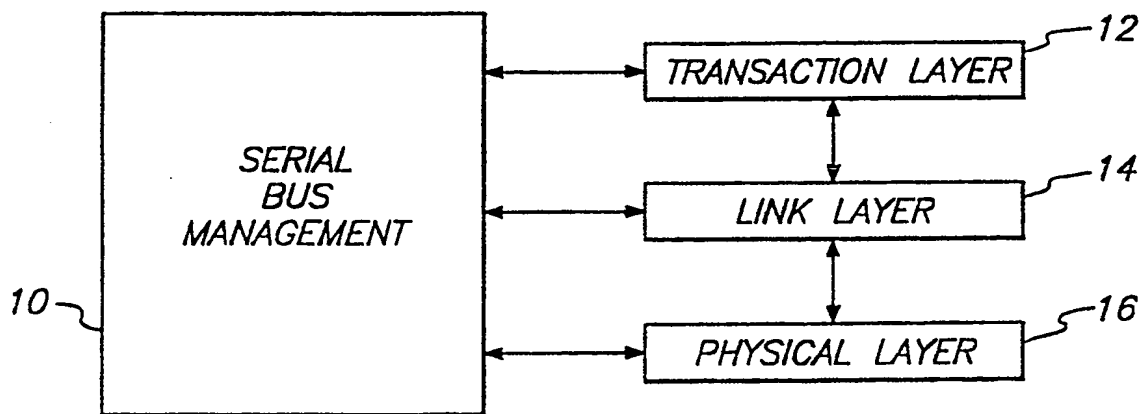 12
TRANSACTION LAYER
SERIAL
BUS
MANAGEMENT
14
LINK LAYER
10
16
PHYSICAL LAYER